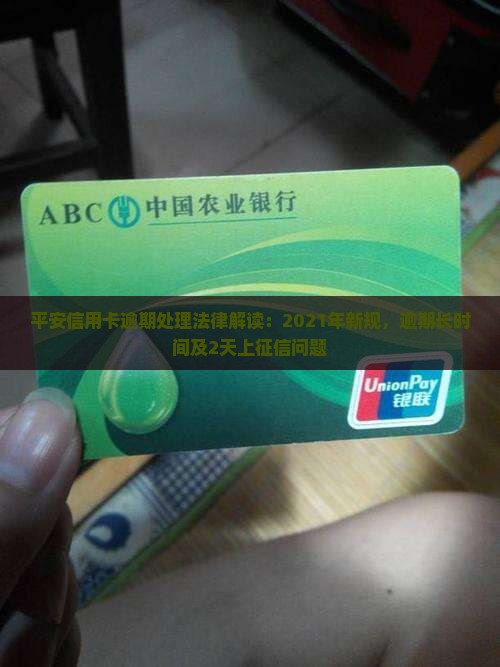 ABC 中国农业银行
平安信用卡逾期处理法律解读：2021年新规，逾期长时
间及2天上征信问题
UnionPay
银联